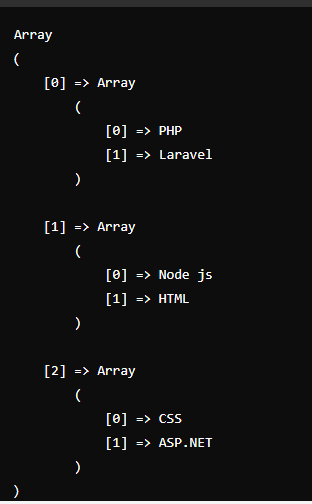 Array
(
    [0] => Array
        (
            [0] => PHP
            [1] => Laravel
        )

    [1] => Array
        (
            [0] => Node js
            [1] => HTML
        )

    [2] => Array
        (
            [0] => CSS
            [1] => ASP.NET
        )
)